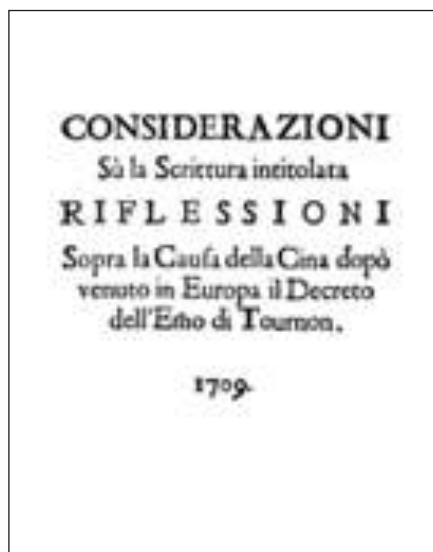 CONSIDERAZIONI
Sù la Scrittura intitolata
RIFLESSIONI
Sopra la Cauſa della Cina dopò
venuto in Europa il Decreto
dell'Emo di Tournon.
1709.